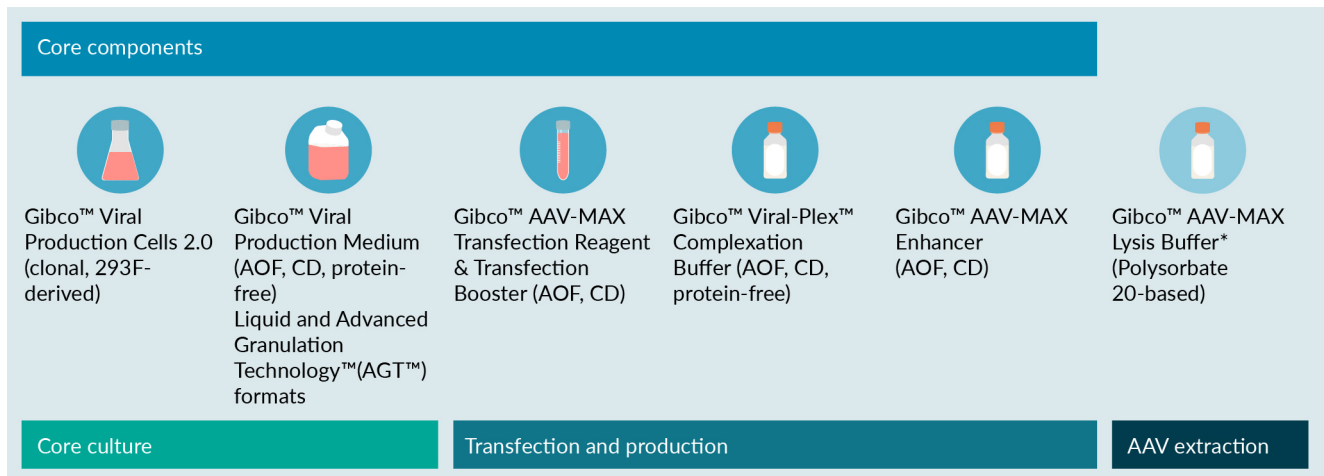 Core components
Gibco™ Viral
Production Cells 2.0
(clonal, 293F-
derived)
Gibco™ Viral
Production Medium
(AOF, CD, protein-
free)
Liquid and Advanced
Granulation
Technology™(AGT™)
formats
Gibco™ AAV-MAX
Transfection Reagent
& Transfection
Booster (AOF, CD)
Gibco™ Viral-Plex™
Complexation
Buffer (AOF, CD,
protein-free)
Gibco™ AAV-MAX
Enhancer
(AOF, CD)
Gibco™ AAV-MAX
Lysis Buffer*
(Polysorbate
20-based)
Core culture
Transfection and production
AAV extraction